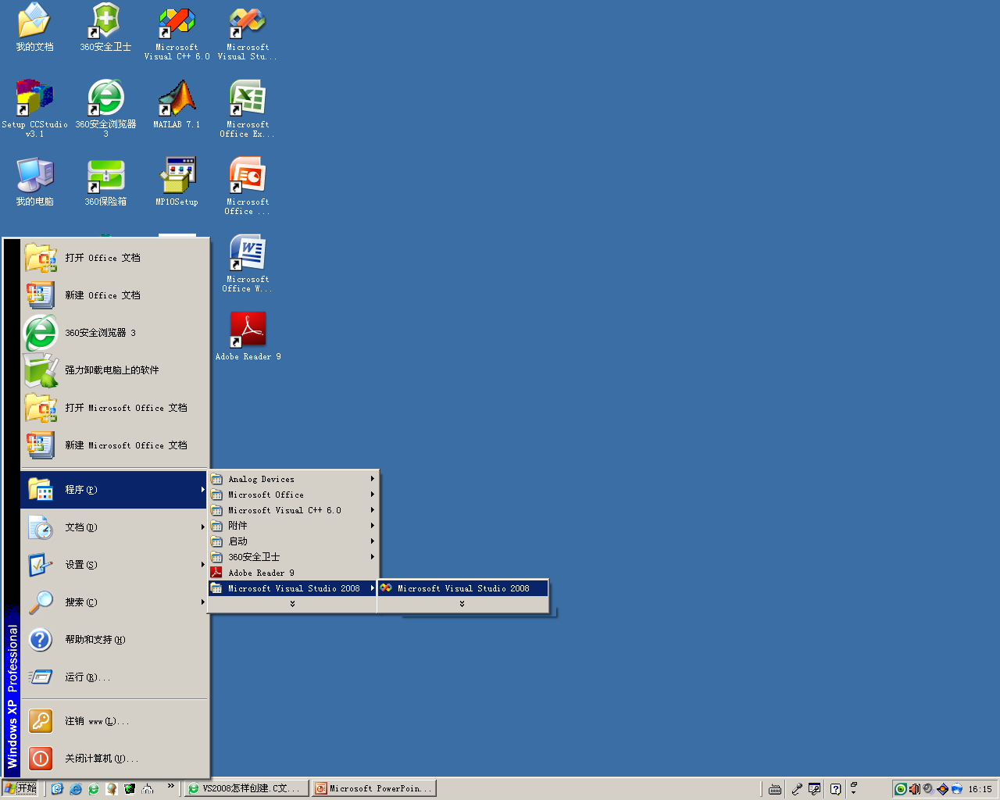 我的文档
360安全卫士
Microsoft
Visual C++ 6.0
Microsoft
Visual Stu...
Setup CCStudio
v3.1
360安全浏览器
3
MATLAB 7.1
Microsoft
Office Ex...
我的电脑
360保险箱
MP10Setup
Microsoft
Office ...
Microsoft
Office W...
Adobe Reader 9
打开 Office 文档
新建 Office 文档
360安全浏览器 3
强力卸载电脑上的软件
打开 Microsoft Office 文档
新建 Microsoft Office 文档
程序(P)
文档(D)
设置(S)
搜索(C)
帮助和支持(H)
运行(R)...
注销 www(L)...
关闭计算机(U)...
Windows XP Professional
Analog Devices
Microsoft Office
Microsoft Visual C++ 6.0
附件
启动
360安全卫士
Adobe Reader 9
Microsoft Visual Studio 2008
Microsoft Visual Studio 2008
开始
VS2008怎样创建.C文...
Microsoft PowerPoin...
16:15